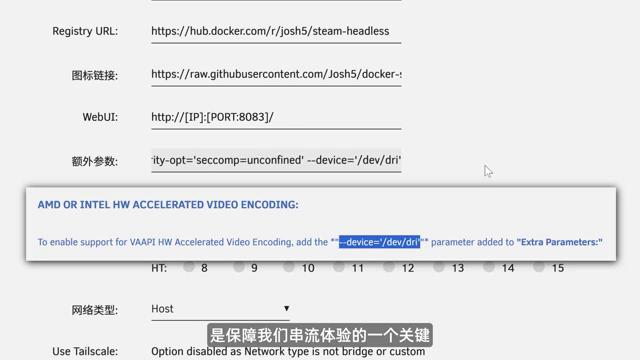 Registry URL: https://hub.docker.com/r/josh5/steam-headless
图标链接: https://raw.githubusercontent.com/Josh5/docker-s
WebUI: http://[IP]:[PORT:8083]/
额外参数: rity-opt='seccomp=unconfined' --device='/dev/dri'
AMD OR INTEL HW ACCELERATED VIDEO ENCODING:
To enable support for VAAPI HW Accelerated Video Encoding, add the **--device='/dev/dri'** parameter added to "Extra Parameters:"
HT: 8 9 10 11 12 13 14 15
网络类型: Host
是保障我们串流体验的一个关键
Use Tailscale: Option disabled as Network type is not bridge or custom